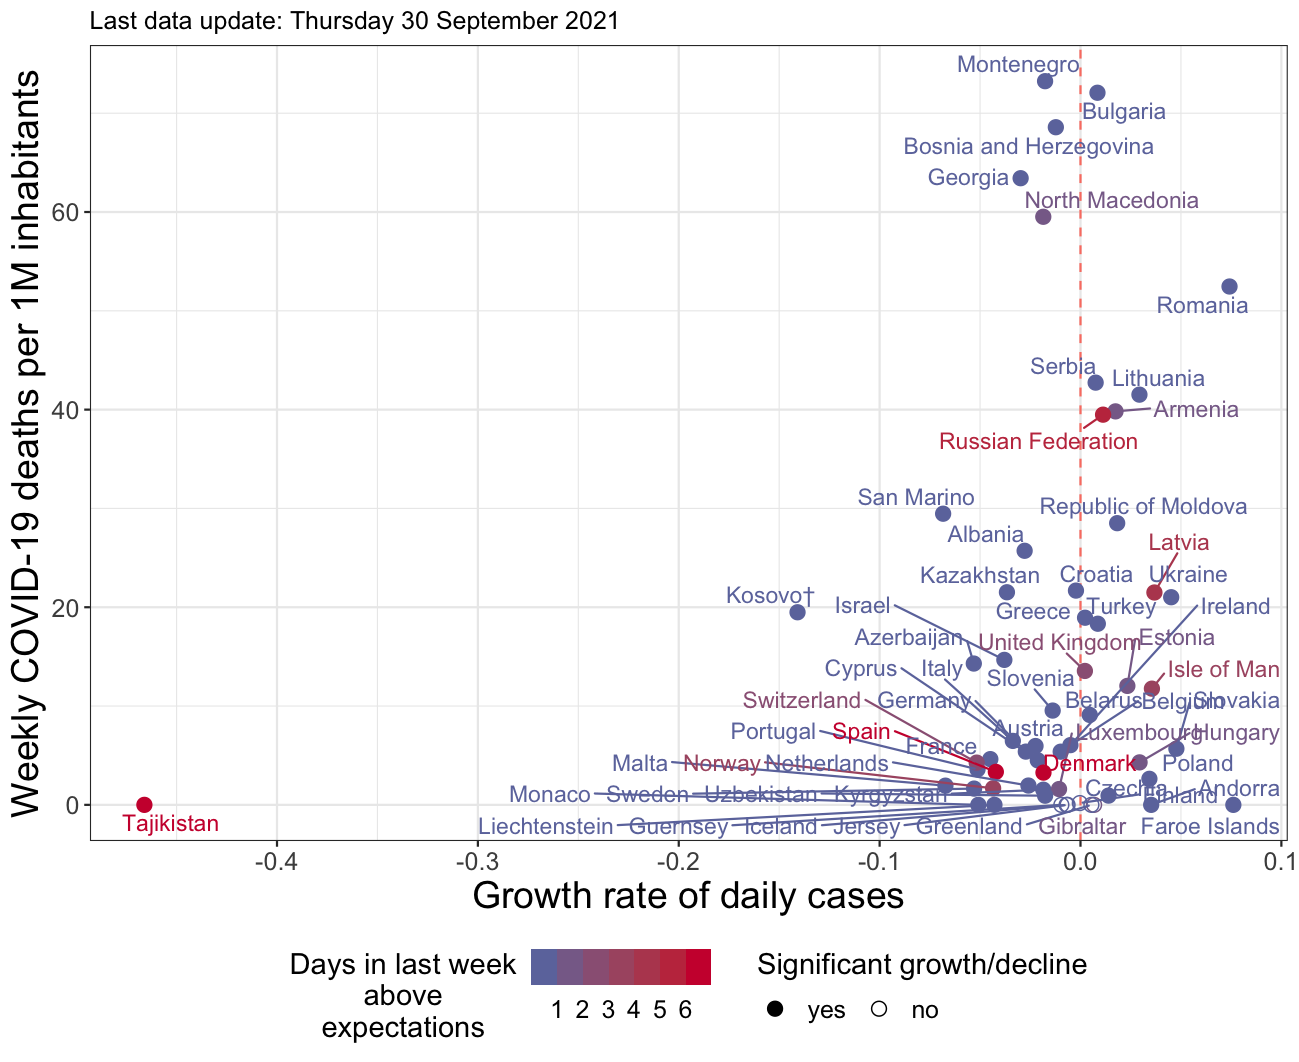 Last data update: Thursday 30 September 2021
Weekly COVID-19 deaths per 1M inhabitants
Montenegro
Bulgaria
Bosnia and Herzegovina
Georgia
North Macedonia
60
Romania
Serbia
Lithuania
40
Armenia
Russian Federation
San Marino
Republic of Moldova
Albania
Latvia
Kazakhstan
Croatia
Ukraine
Kosovo†
20
Israel
Greece
Turkey
Ireland
Azerbaijan
United Kingdom
Estonia
Cyprus
Italy
Slovenia
Isle of Man
Switzerland
Germany
Belarus
Belgium
Slovakia
Portugal
Spain
Austria
Luxembourg
Hungary
France
Malta
Norway
Netherlands
Denmark
Poland
Monaco
Sweden
Uzbekistan
Kyrgyzstan
Czechia
Finland
Andorra
0
Tajikistan
Liechtenstein
Guernsey
Iceland
Jersey
Greenland
Gibraltar
Faroe Islands
-0.4 -0.3 -0.2 -0.1 0.0 0.1
Growth rate of daily cases
Days in last week
above
expectations
1 2 3 4 5 6
Significant growth/decline
yes no